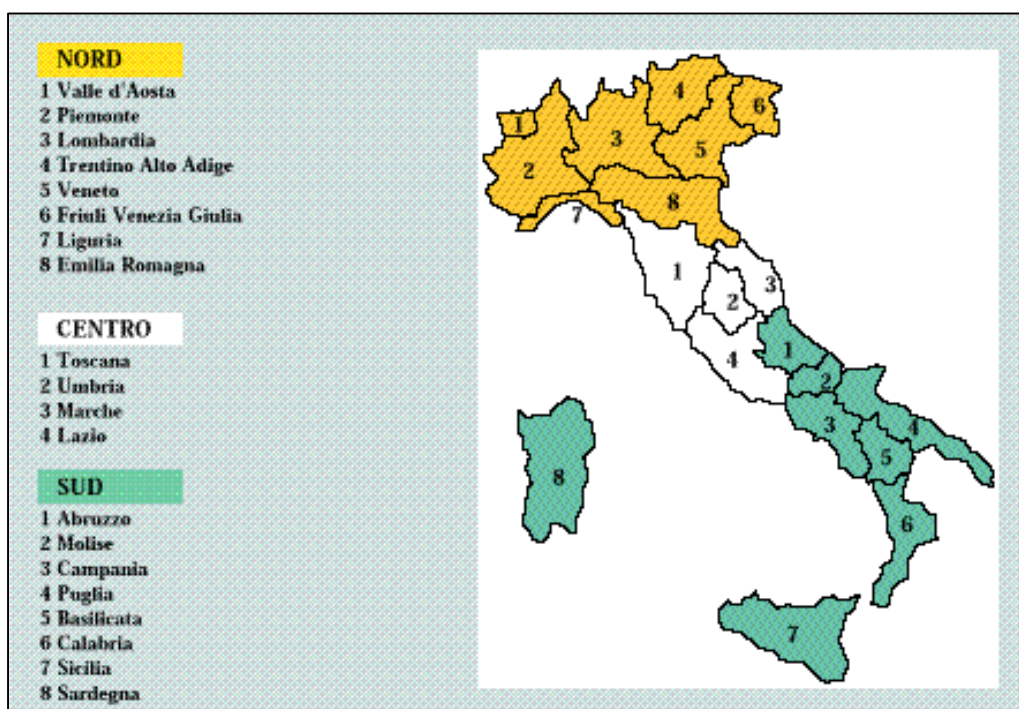 NORD
1 Valle d'Aosta
2 Piemonte
3 Lombardia
4 Trentino Alto Adige
5 Veneto
6 Friuli Venezia Giulia
7 Liguria
8 Emilia Romagna
CENTRO
1 Toscana
2 Umbria
3 Marche
4 Lazio
SUD
1 Abruzzo
2 Molise
3 Campania
4 Puglia
5 Basilicata
6 Calabria
7 Sicilia
8 Sardegna
4
6
1
3
5
2
8
7
1
3
2
4
1
2
3
4
5
8
6
7